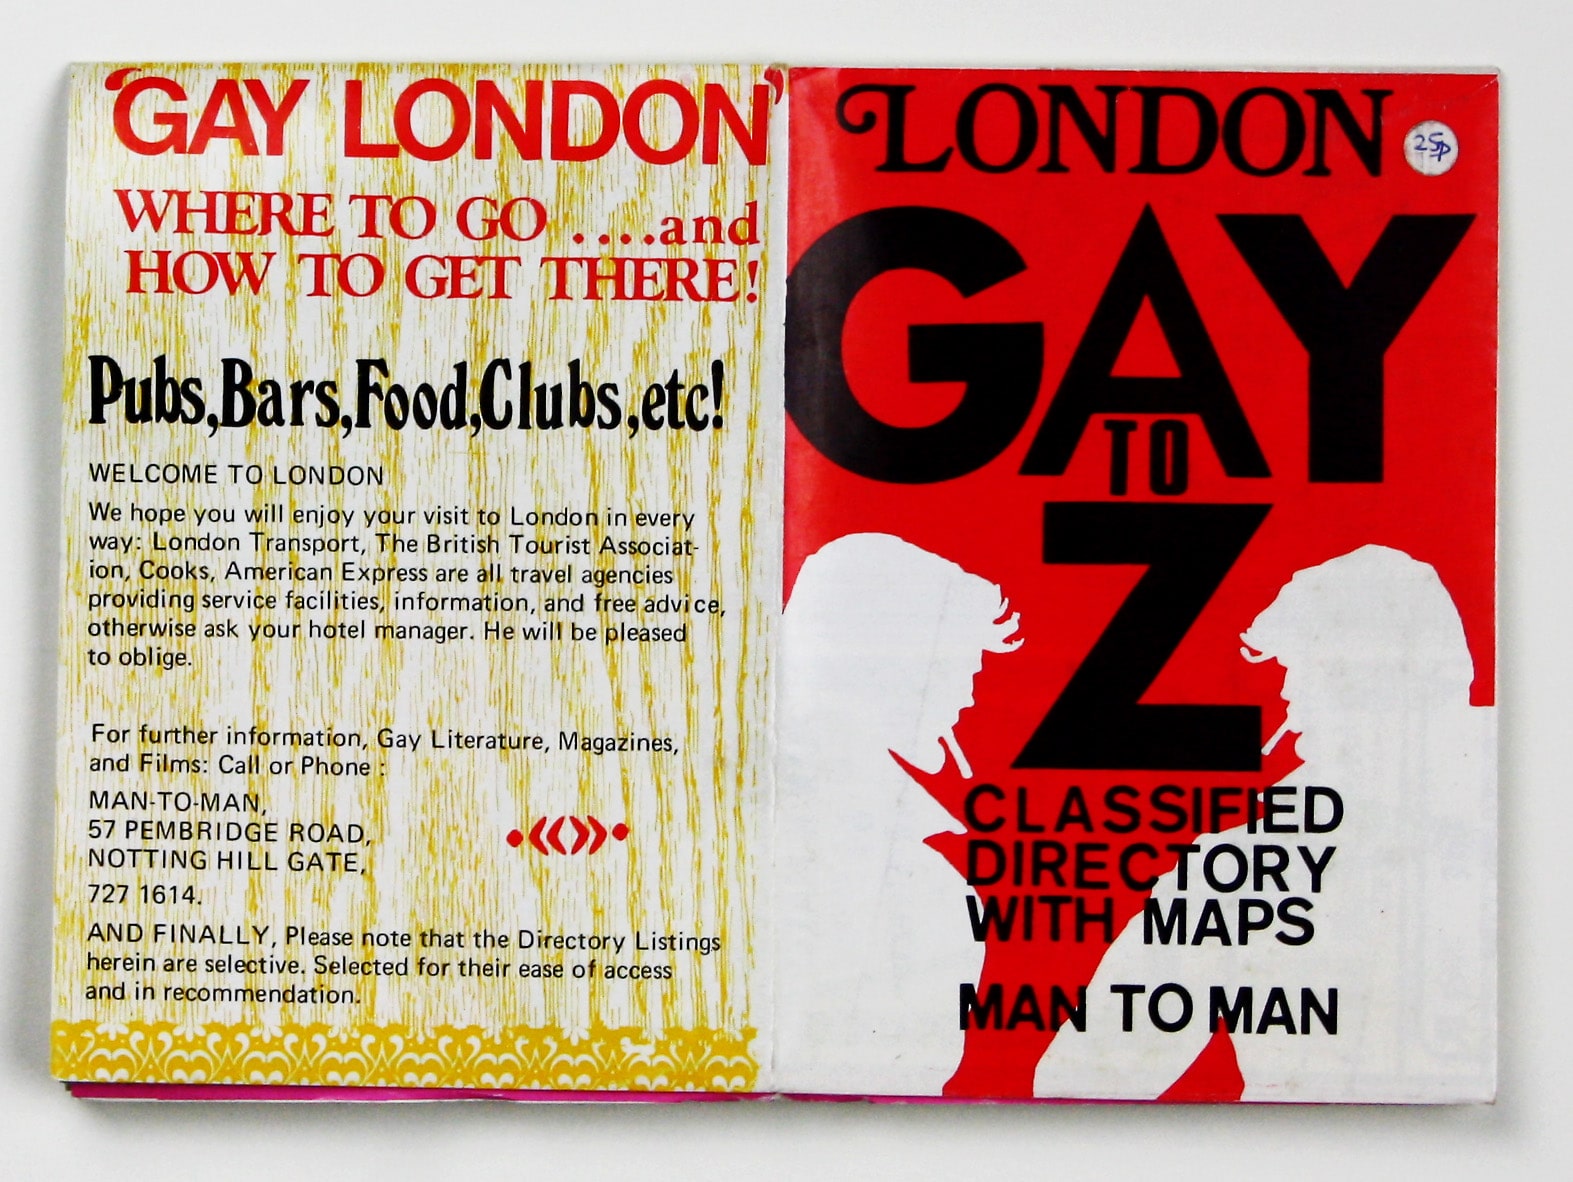 'GAY LONDON'
WHERE TO GO ....and
HOW TO GET THERE!
Pubs,Bars,Food,Clubs,etc!
WELCOME TO LONDON
We hope you will enjoy your visit to London in every
way: London Transport, The British Tourist Associat-
ion, Cooks, American Express are all travel agencies
providing service facilities, information, and free advice,
otherwise ask your hotel manager. He will be pleased
to oblige.
For further information, Gay Literature, Magazines,
and Films: Call or Phone :
MAN-TO-MAN,
57 PEMBRIDGE ROAD,
NOTTING HILL GATE,
727 1614.
AND FINALLY, Please note that the Directory Listings
herein are selective. Selected for their ease of access
and in recommendation.
LONDON
25p
GAY
TO
Z
CLASSIFIED
DIRECTORY
WITH MAPS
MAN TO MAN